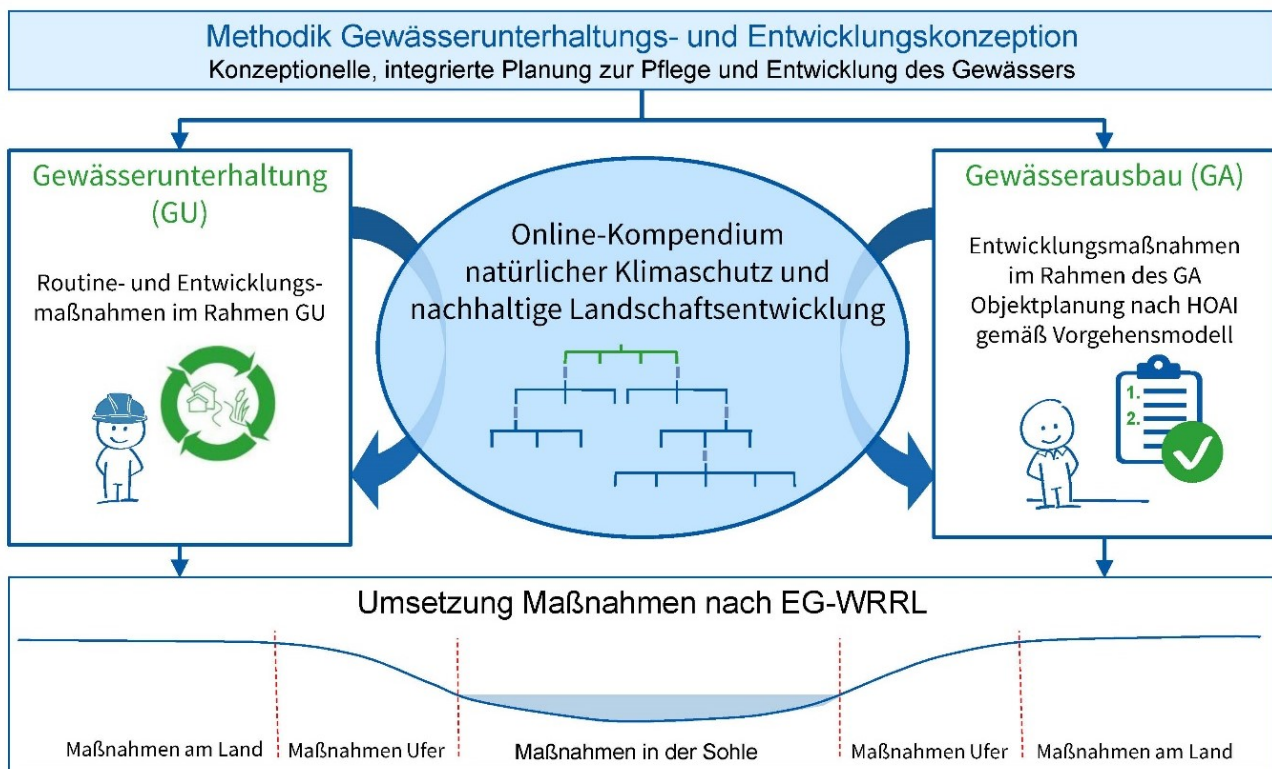 Methodik Gewässerunterhaltungs- und Entwicklungskonzeption
Konzeptionelle, integrierte Planung zur Pflege und Entwicklung des Gewässers
Gewässerunterhaltung
(GU)
Routine- und Entwicklungs-
maßnahmen im Rahmen GU
Online-Kompendium
natürlicher Klimaschutz und
nachhaltige Landschaftsentwicklung
Gewässerausbau (GA)
Entwicklungsmaßnahmen
im Rahmen des GA
Objektplanung nach HOAI
gemäß Vorgehensmodell
1.
2.
Umsetzung Maßnahmen nach EG-WRRL
Maßnahmen am Land
Maßnahmen Ufer
Maßnahmen in der Sohle
Maßnahmen Ufer
Maßnahmen am Land